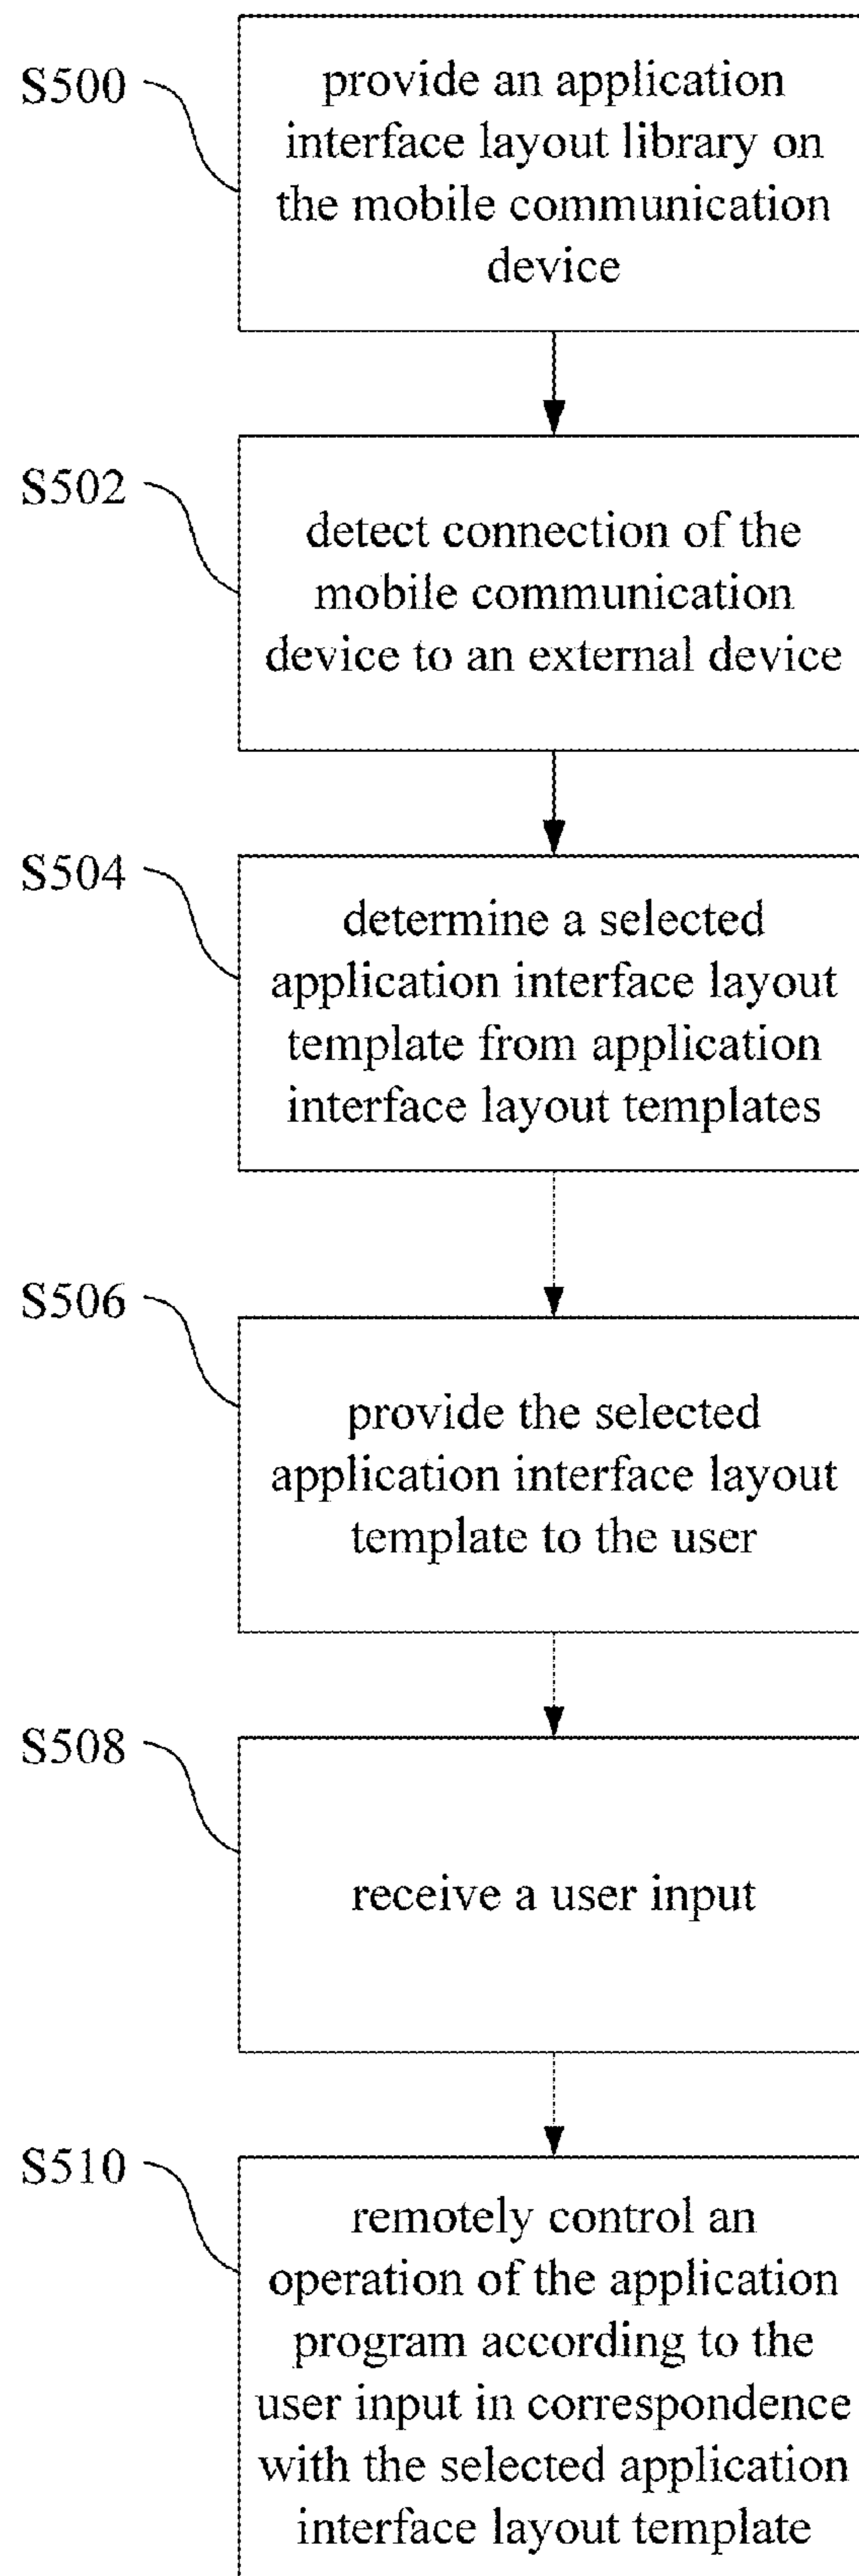 S500
provide an application
interface layout library on
the mobile communication
device
S502
detect connection of the
mobile communication
device to an external device
S504
determine a selected
application interface layout
template from application
interface layout templates
S506
provide the selected
application interface layout
template to the user
S508
receive a user input
S510
remotely control an
operation of the application
program according to the
user input in correspondence
with the selected application
interface layout template